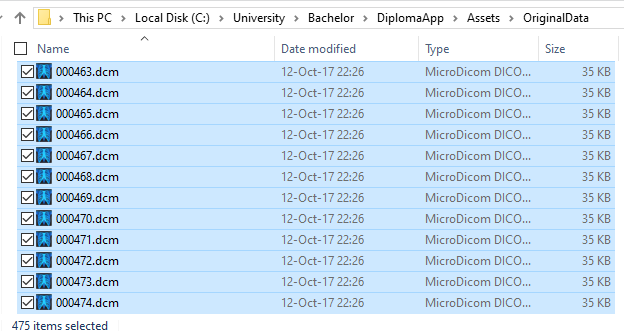 This PC > Local Disk (C:) > University > Bachelor > DiplomaApp > Assets > OriginalData
Name Date modified Type Size
000463.dcm 12-Oct-17 22:26 MicroDicom DICO... 35 KB
000464.dcm 12-Oct-17 22:26 MicroDicom DICO... 35 KB
000465.dcm 12-Oct-17 22:26 MicroDicom DICO... 35 KB
000466.dcm 12-Oct-17 22:26 MicroDicom DICO... 35 KB
000467.dcm 12-Oct-17 22:26 MicroDicom DICO... 35 KB
000468.dcm 12-Oct-17 22:26 MicroDicom DICO... 35 KB
000469.dcm 12-Oct-17 22:26 MicroDicom DICO... 35 KB
000470.dcm 12-Oct-17 22:26 MicroDicom DICO... 35 KB
000471.dcm 12-Oct-17 22:26 MicroDicom DICO... 35 KB
000472.dcm 12-Oct-17 22:26 MicroDicom DICO... 35 KB
000473.dcm 12-Oct-17 22:26 MicroDicom DICO... 35 KB
000474.dcm 12-Oct-17 22:26 MicroDicom DICO... 35 KB
475 items selected